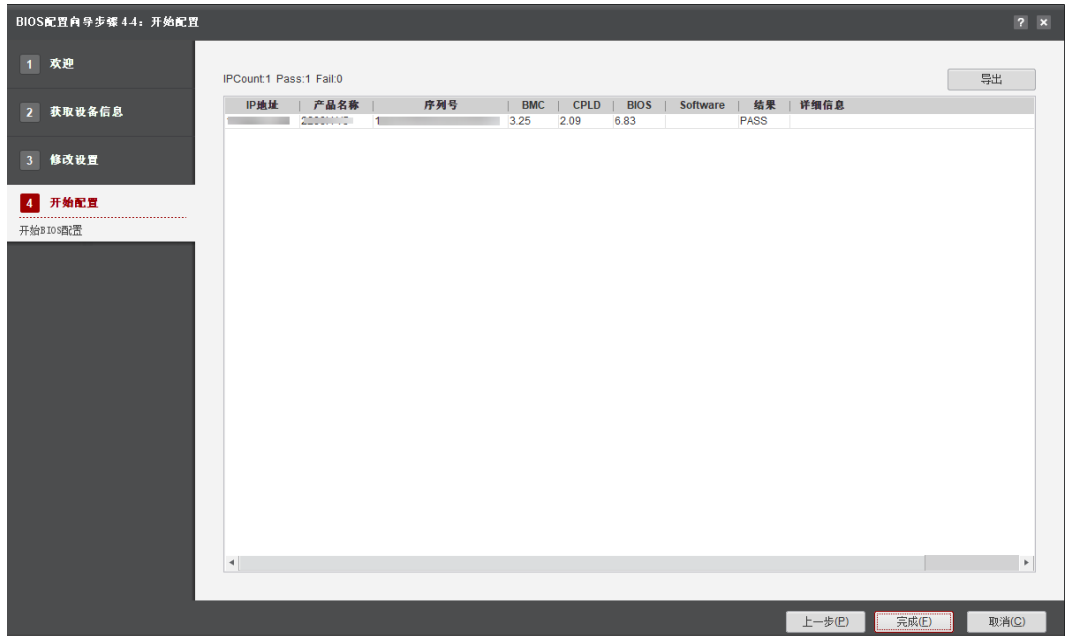 BIOS配置向导步骤 4-4：开始配置
? ×
1 欢迎
2 获取设备信息
3 修改设置
4 开始配置
开始BIOS配置
IPCount:1 Pass:1 Fail:0
导出
IP地址 产品名称 序列号 BMC CPLD BIOS Software 结果 详细信息
1 3.25 2.09 6.83 PASS
上一步(P) 完成(F) 取消(C)